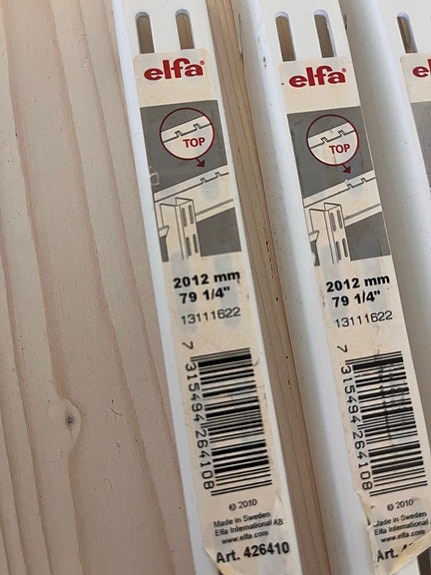 elfa®
TOP
2012 mm
79 1/4"
13111622
7 315494 264108
© 2010
Made in Sweden
Elfa International AB
www.elfa.com
Art. 426410
elfa®
TOP
2012 mm
79 1/4"
13111622
7 315494 264108
© 2010
Made in Sweden
Elfa International AB
www.elfa.com
Art.